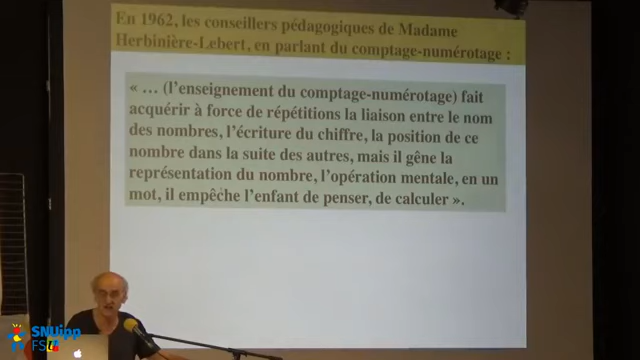 En 1962, les conseillers pédagogiques de Madame
Herbinière-Lebert, en parlant du comptage-numérotage :
« ... (l'enseignement du comptage-numérotage) fait
acquérir à force de répétitions la liaison entre le nom
des nombres, l'écriture du chiffre, la position de ce
nombre dans la suite des autres, mais il gêne la
représentation du nombre, l'opération mentale, en un
mot, il empêche l'enfant de penser, de calculer ».
SNUipp
FSU